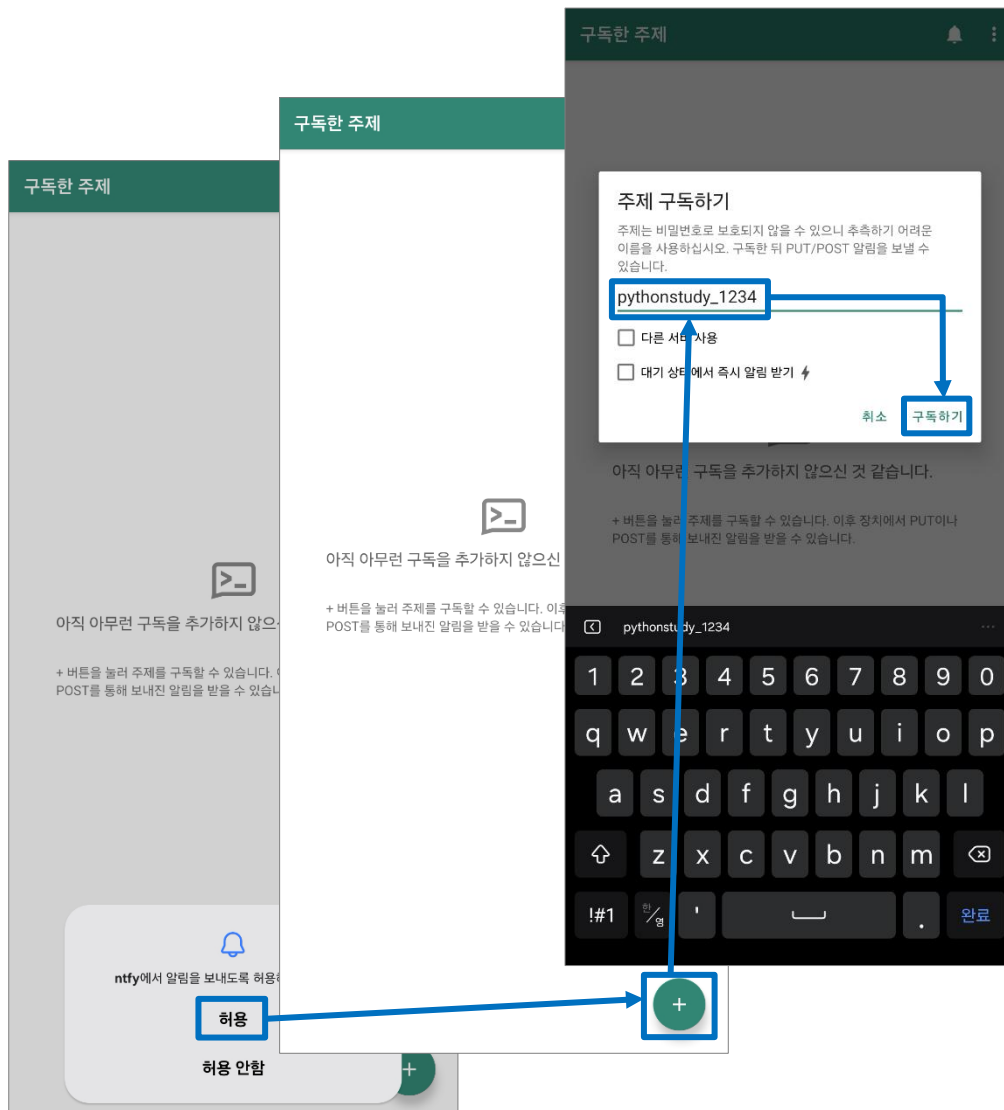 구독한 주제
아직 아무런 구독을 추가하지 않으
+ 버튼을 눌러 주제를 구독할 수 있습니다.
POST를 통해 보내진 알림을 받을 수 있습니
ntfy에서 알림을 보내도록 허용
허용
허용 안함
+
구독한 주제
>_
아직 아무런 구독을 추가하지 않으신
+ 버튼을 눌러 주제를 구독할 수 있습니다. 이후
POST를 통해 보내진 알림을 받을 수 있습니다
+
구독한 주제
주제 구독하기
주제는 비밀번호로 보호되지 않을 수 있으니 추측하기 어려운
이름을 사용하십시오. 구독한 뒤 PUT/POST 알림을 보낼 수
있습니다.
pythonstudy_1234
다른 서버 사용
대기 상태에서 즉시 알림 받기
취소 구독하기
아직 아무런 구독을 추가하지 않으신 것 같습니다.
+ 버튼을 눌러 주제를 구독할 수 있습니다. 이후 장치에서 PUT이나
POST를 통해 보내진 알림을 받을 수 있습니다.
pythonstudy_1234 ...
1 2 3 4 5 6 7 8 9 0
q w e r t y u i o p
a s d f g h j k l
z x c v b n m
!#1 한/영 ' . 완료